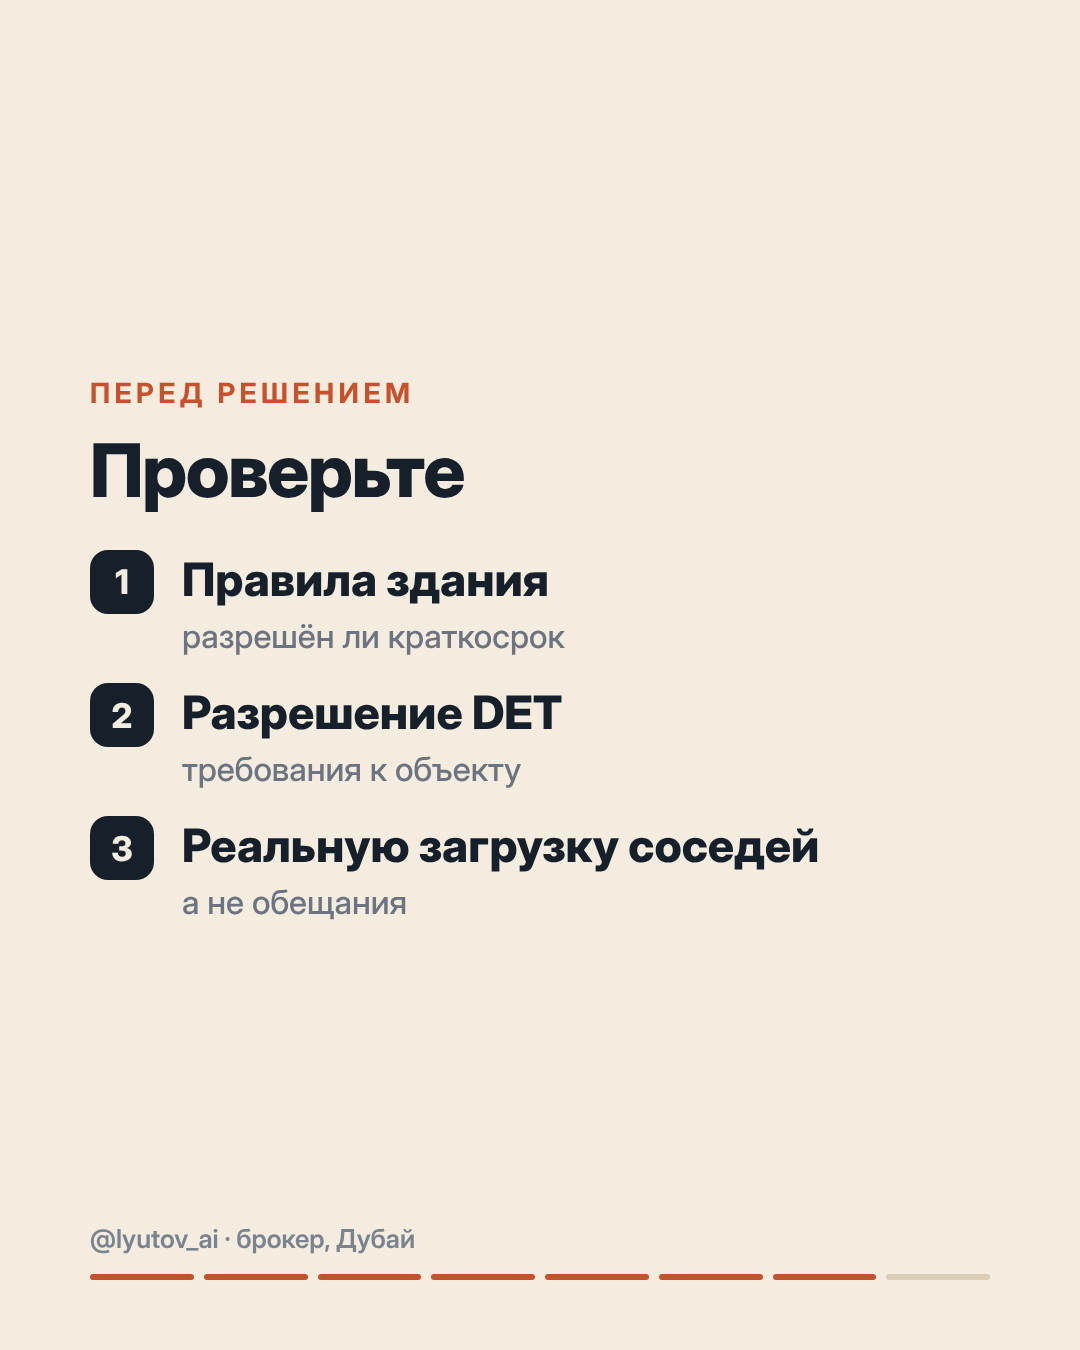 ПЕРЕД РЕШЕНИЕМ
Проверьте
1 Правила здания
разрешён ли краткосрок
2 Разрешение DET
требования к объекту
3 Реальную загрузку соседей
а не обещания
@lyutov_ai · брокер, Дубай